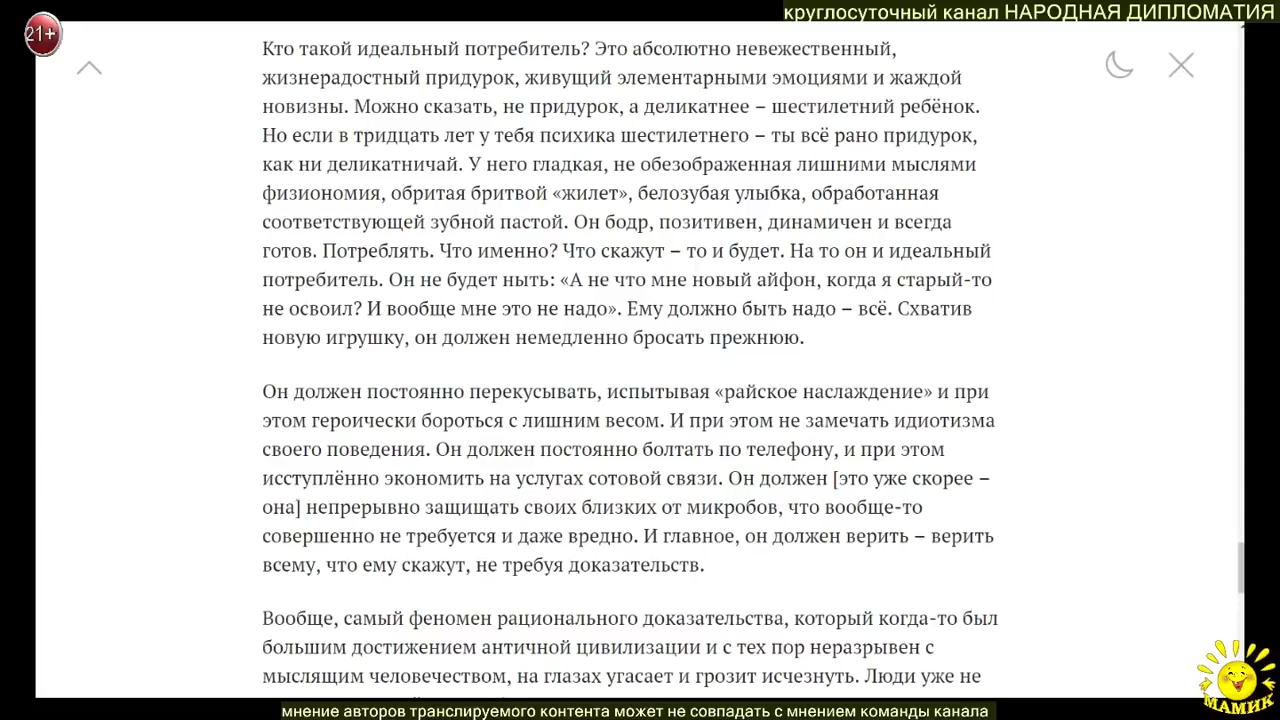 круглосуточный канал НАРОДНАЯ ДИПЛОМАТИЯ
21+
Кто такой идеальный потребитель? Это абсолютно невежественный,
жизнерадостный придурок, живущий элементарными эмоциями и жаждой
новизны. Можно сказать, не придурок, а деликатнее – шестилетний ребёнок.
Но если в тридцать лет у тебя психика шестилетнего – ты всё рано придурок,
как ни деликатничай. У него гладкая, не обезображенная лишними мыслями
физиономия, обритая бритвой «жилет», белозубая улыбка, обработанная
соответствующей зубной пастой. Он бодр, позитивен, динамичен и всегда
готов. Потреблять. Что именно? Что скажут – то и будет. На то он и идеальный
потребитель. Он не будет ныть: «А не что мне новый айфон, когда я старый-то
не освоил? И вообще мне это не надо». Ему должно быть надо – всё. Схватив
новую игрушку, он должен немедленно бросать прежнюю.
Он должен постоянно перекусывать, испытывая «райское наслаждение» и при
этом героически бороться с лишним весом. И при этом не замечать идиотизма
своего поведения. Он должен постоянно болтать по телефону, и при этом
исступлённо экономить на услугах сотовой связи. Он должен [это уже скорее –
она] непрерывно защищать своих близких от микробов, что вообще-то
совершенно не требуется и даже вредно. И главное, он должен верить – верить
всему, что ему скажут, не требуя доказательств.
Вообще, самый феномен рационального доказательства, который когда-то был
большим достижением античной цивилизации и с тех пор неразрывен с
мыслящим человечеством, на глазах угасает и грозит исчезнуть. Люди уже не
МАМИК
мнение авторов транслируемого контента может не совпадать с мнением команды канала